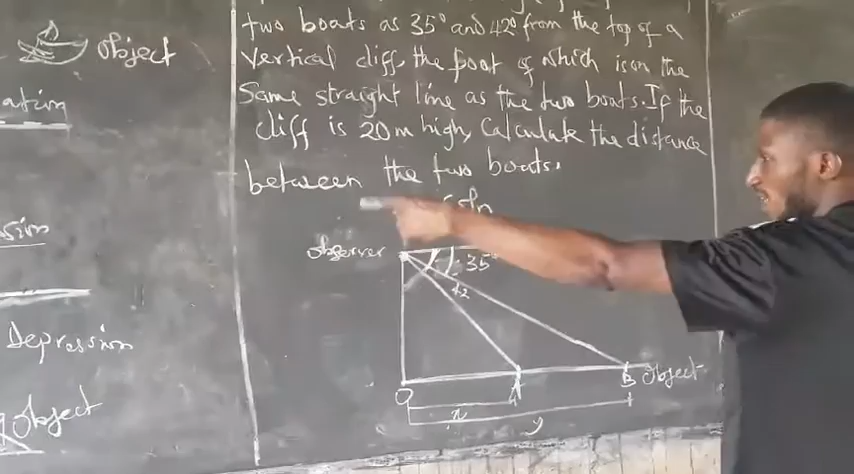 Object
ation
Depression
Object
two boats as 35° and 42° from the top of a
vertical cliff, the foot of which is on the
same straight line as the two boats. If the
cliff is 20m high, Calculate the distance
between the two boats.
Soln
Observer
35°
42
O
A
B
Object
x
y